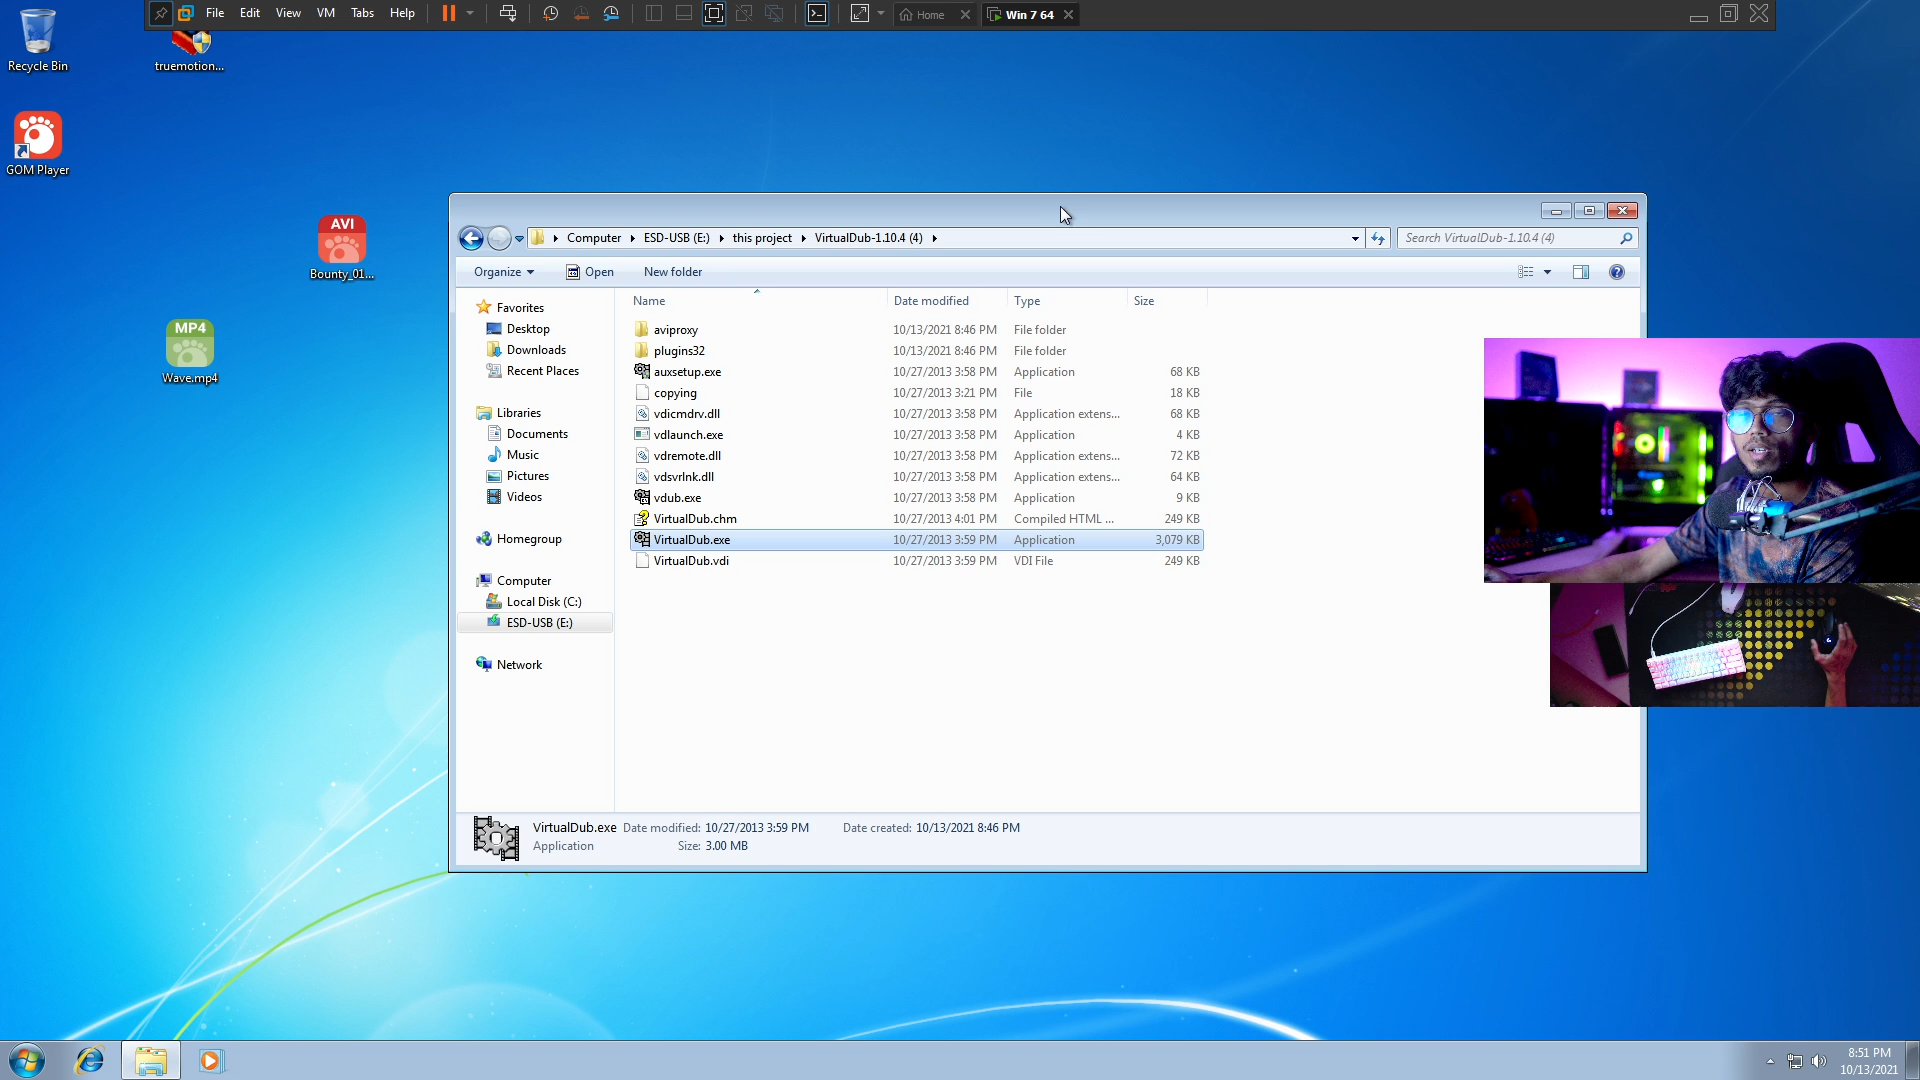 File Edit View VM Tabs Help Home Win 7 64
Recycle Bin
truemotion...
GOM Player
AVI
Bounty_01...
MP4
Wave.mp4
Computer ESD-USB (E:) this project VirtualDub-1.10.4 (4) Search VirtualDub-1.10.4 (4)
Organize Open New folder
Name Date modified Type Size
Favorites
Desktop
Downloads
Recent Places
Libraries
Documents
Music
Pictures
Videos
Homegroup
Computer
Local Disk (C:)
ESD-USB (E:)
Network
aviproxy 10/13/2021 8:46 PM File folder
plugins32 10/13/2021 8:46 PM File folder
auxsetup.exe 10/27/2013 3:58 PM Application 68 KB
copying 10/27/2013 3:21 PM File 18 KB
vdicmdrv.dll 10/27/2013 3:58 PM Application extens... 68 KB
vdlaunch.exe 10/27/2013 3:58 PM Application 4 KB
vdremote.dll 10/27/2013 3:58 PM Application extens... 72 KB
vdsvrlnk.dll 10/27/2013 3:58 PM Application extens... 64 KB
vdub.exe 10/27/2013 3:58 PM Application 9 KB
VirtualDub.chm 10/27/2013 4:01 PM Compiled HTML ... 249 KB
VirtualDub.exe 10/27/2013 3:59 PM Application 3,079 KB
VirtualDub.vdi 10/27/2013 3:59 PM VDI File 249 KB
VirtualDub.exe Date modified: 10/27/2013 3:59 PM Date created: 10/13/2021 8:46 PM
Application Size: 3.00 MB
8:51 PM
10/13/2021